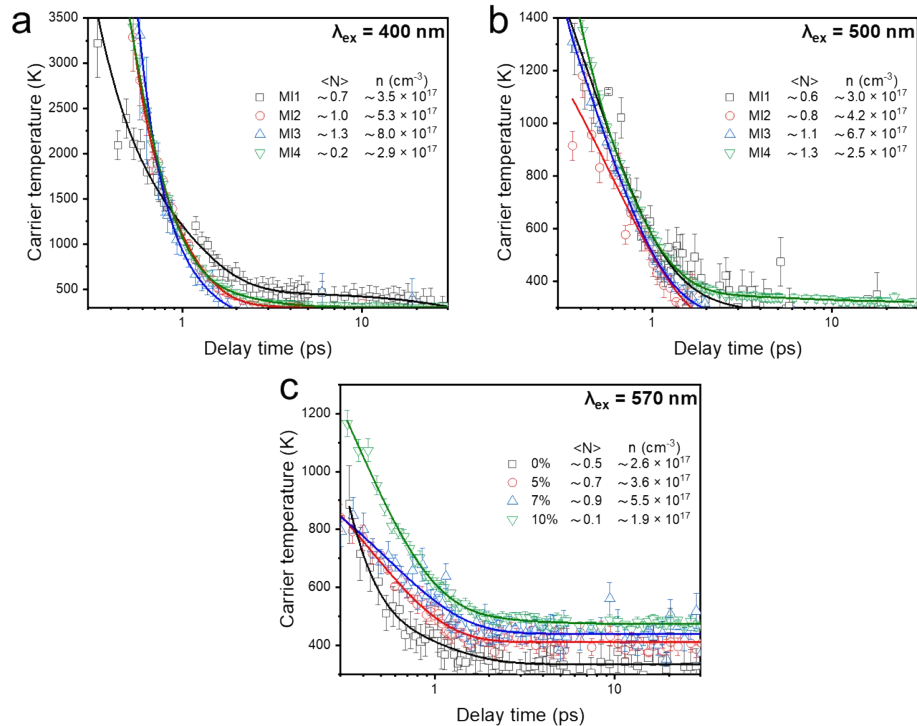 a
λex = 400 nm
<N> n (cm-3)
MI1 ~0.7 ~3.5 × 10^17
MI2 ~1.0 ~5.3 × 10^17
MI3 ~1.3 ~8.0 × 10^17
MI4 ~0.2 ~2.9 × 10^17
3500
3000
2500
2000
1500
1000
500
Carrier temperature (K)
1 10
Delay time (ps)
b
λex = 500 nm
<N> n (cm-3)
MI1 ~0.6 ~3.0 × 10^17
MI2 ~0.8 ~4.2 × 10^17
MI3 ~1.1 ~6.7 × 10^17
MI4 ~1.3 ~2.5 × 10^17
1400
1200
1000
800
600
400
Carrier temperature (K)
1 10
Delay time (ps)
c
λex = 570 nm
<N> n (cm-3)
0% ~0.5 ~2.6 × 10^17
5% ~0.7 ~3.6 × 10^17
7% ~0.9 ~5.5 × 10^17
10% ~0.1 ~1.9 × 10^17
1200
1000
800
600
400
Carrier temperature (K)
1 10
Delay time (ps)